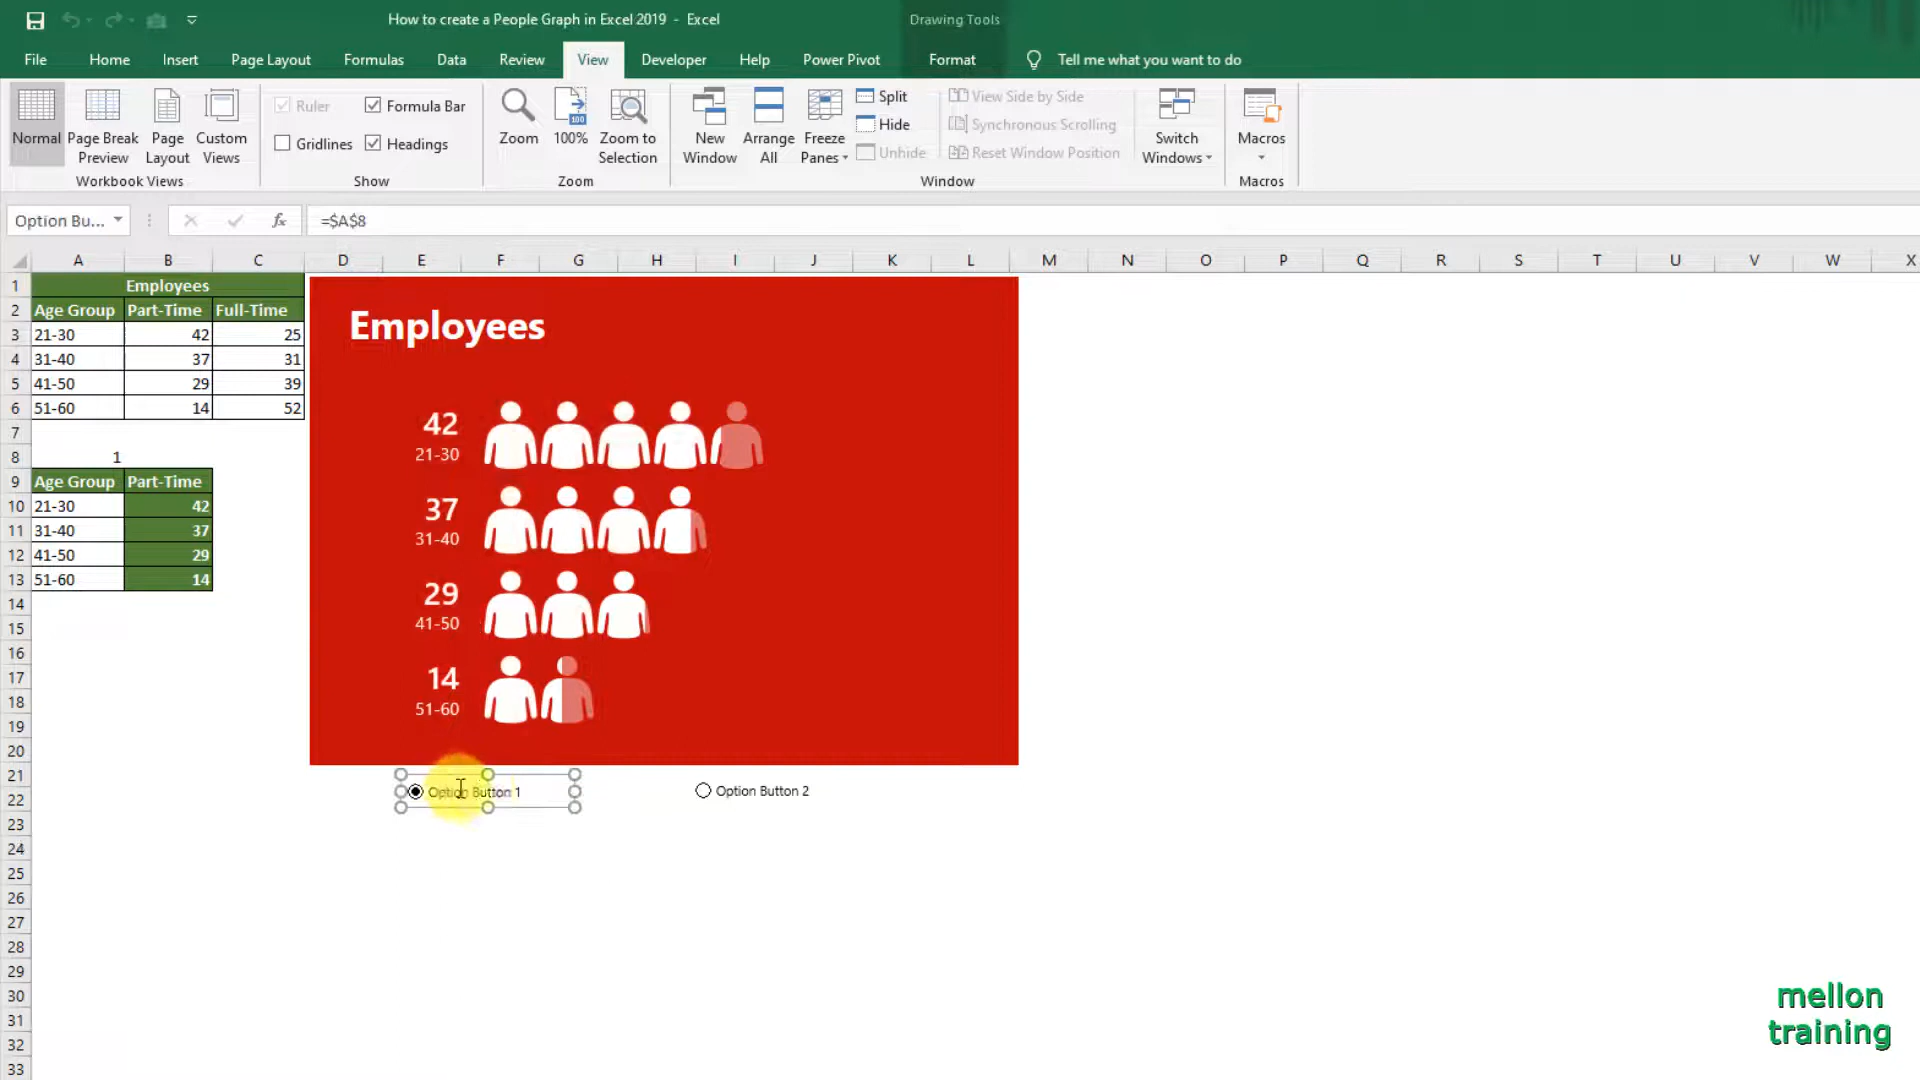 How to create a People Graph in Excel 2019 - Excel
Drawing Tools
File Home Insert Page Layout Formulas Data Review View Developer Help Power Pivot Format Tell me what you want to do
Normal
Page Break
Preview
Page
Layout
Custom
Views
Workbook Views
Ruler
Formula Bar
Gridlines
Headings
Show
Zoom
100
100%
Zoom to
Selection
Zoom
New
Window
Arrange
All
Freeze
Panes
Split
Hide
Unhide
View Side by Side
Synchronous Scrolling
Reset Window Position
Window
Switch
Windows
Macros
Macros
Option Bu...
fx
=$A$8
A B C D E F G H I J K L M N O P Q R S T U V W X
1 Employees
2 Age Group Part-Time Full-Time
3 21-30 42 25
4 31-40 37 31
5 41-50 29 39
6 51-60 14 52
7
8 1
9 Age Group Part-Time
10 21-30 42
11 31-40 37
12 41-50 29
13 51-60 14
14
15
16
17
18
19
20
21
22
23
24
25
26
27
28
29
30
31
32
33
Employees
42
21-30
37
31-40
29
41-50
14
51-60
Option Button 1
Option Button 2
mellon
training